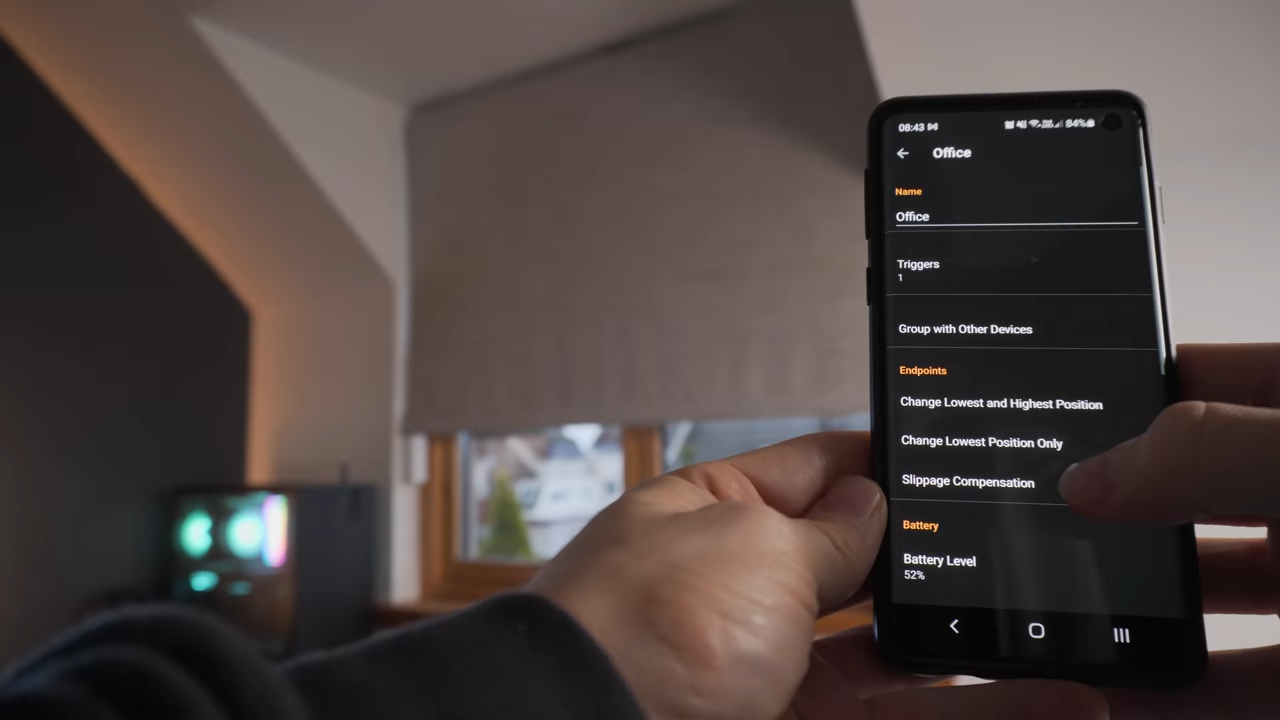 08:43 84%
Office
Name
Office
Triggers
1
Group with Other Devices
Endpoints
Change Lowest and Highest Position
Change Lowest Position Only
Slippage Compensation
Battery
Battery Level
52%